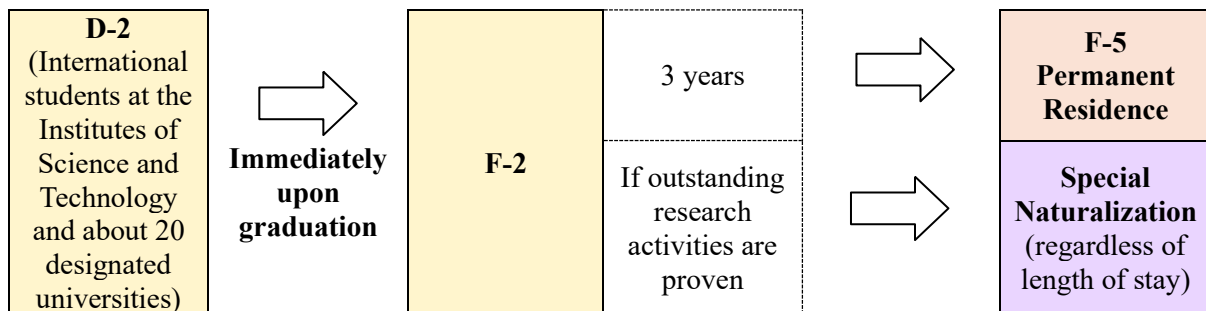 D-2
(International
students at the
Institutes of
Science and
Technology
and about 20
designated
universities)
Immediately
upon
graduation
F-2
3 years
If outstanding
research
activities are
proven
F-5
Permanent
Residence
Special
Naturalization
(regardless of
length of stay)